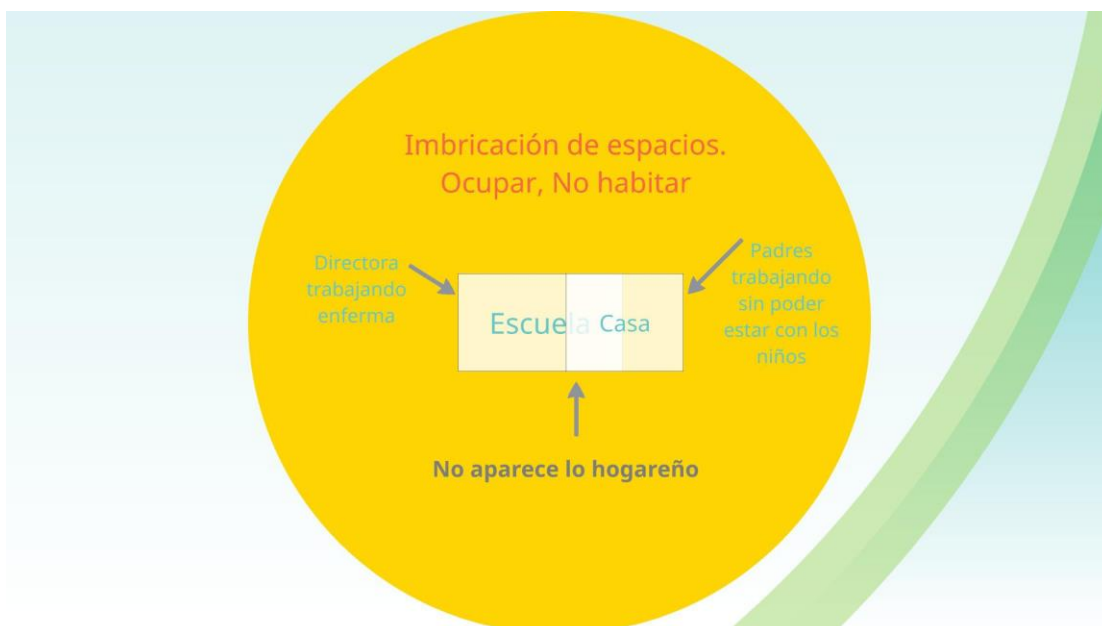 Imbricación de espacios.
Ocupar, No habitar
Directora
trabajando
enferma
Escuela
Casa
Padres
trabajando
sin poder
estar con los
niños
No aparece lo hogareño